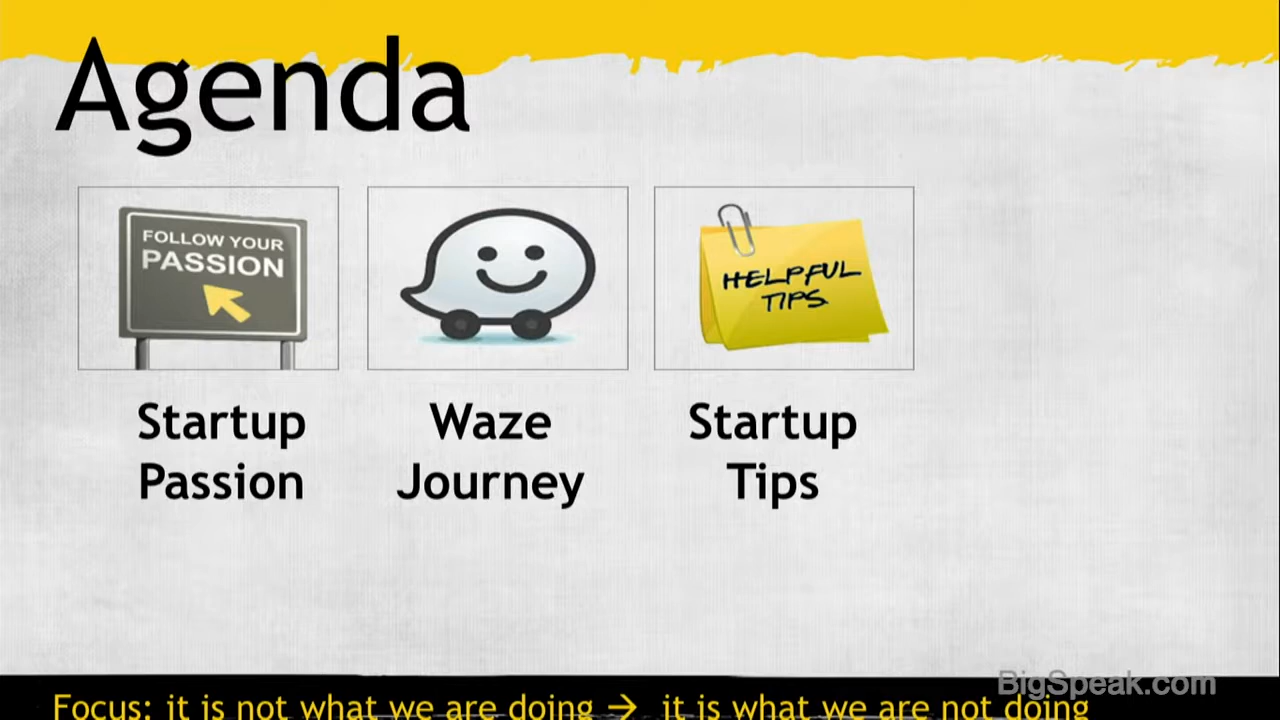 Agenda
FOLLOW YOUR
PASSION
HELPFUL
TIPS
Startup
Passion
Waze
Journey
Startup
Tips
BigSpeak.com
Focus: it is not what we are doing → it is what we are not doing